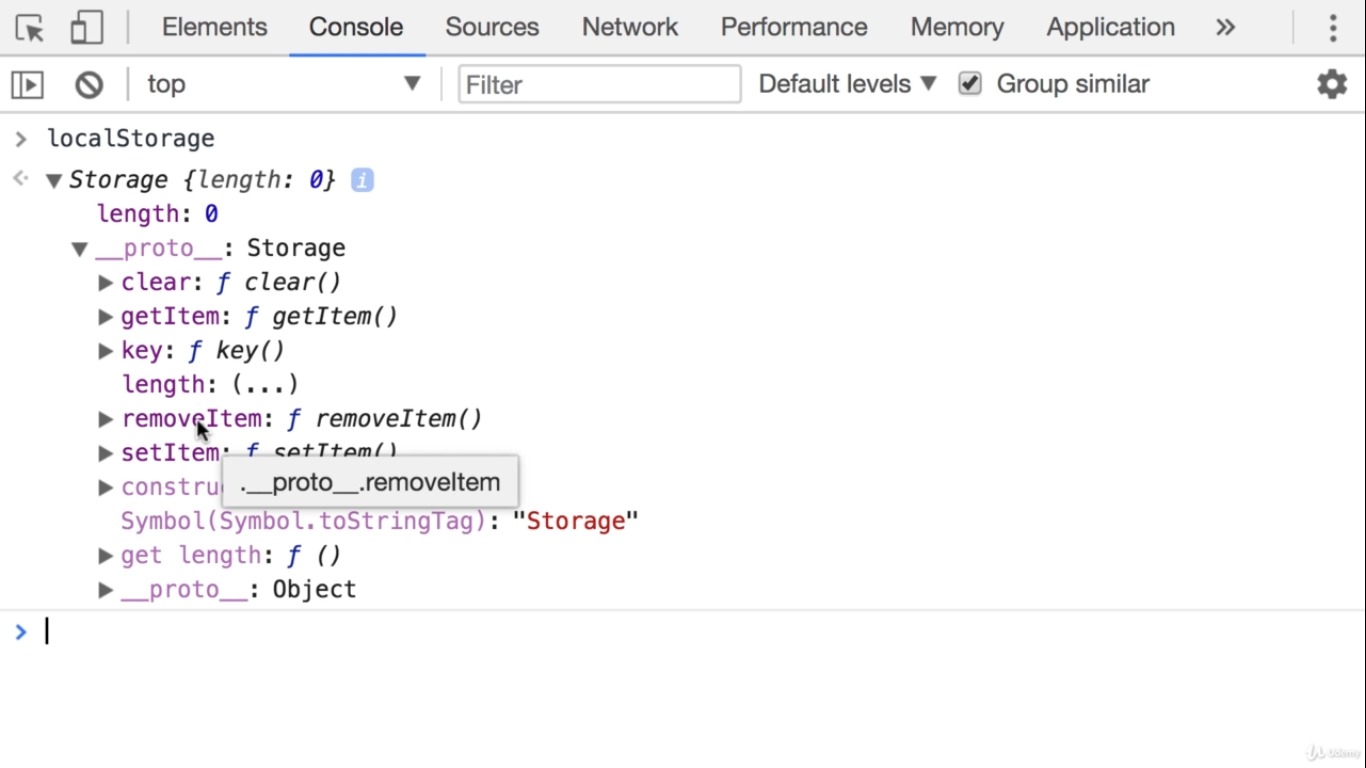 Elements Console Sources Network Performance Memory Application »
top ▼ Filter Default levels ▼ Group similar
> localStorage
▼ Storage {length: 0} i
length: 0
▼ __proto__: Storage
▶ clear: ƒ clear()
▶ getItem: ƒ getItem()
▶ key: ƒ key()
length: (...)
▶ removeItem: ƒ removeItem()
▶ setItem: ƒ setItem()
.__proto__.removeItem
▶ constru
Symbol(Symbol.toStringTag): "Storage"
▶ get length: ƒ ()
▶ __proto__: Object
>
Udemy